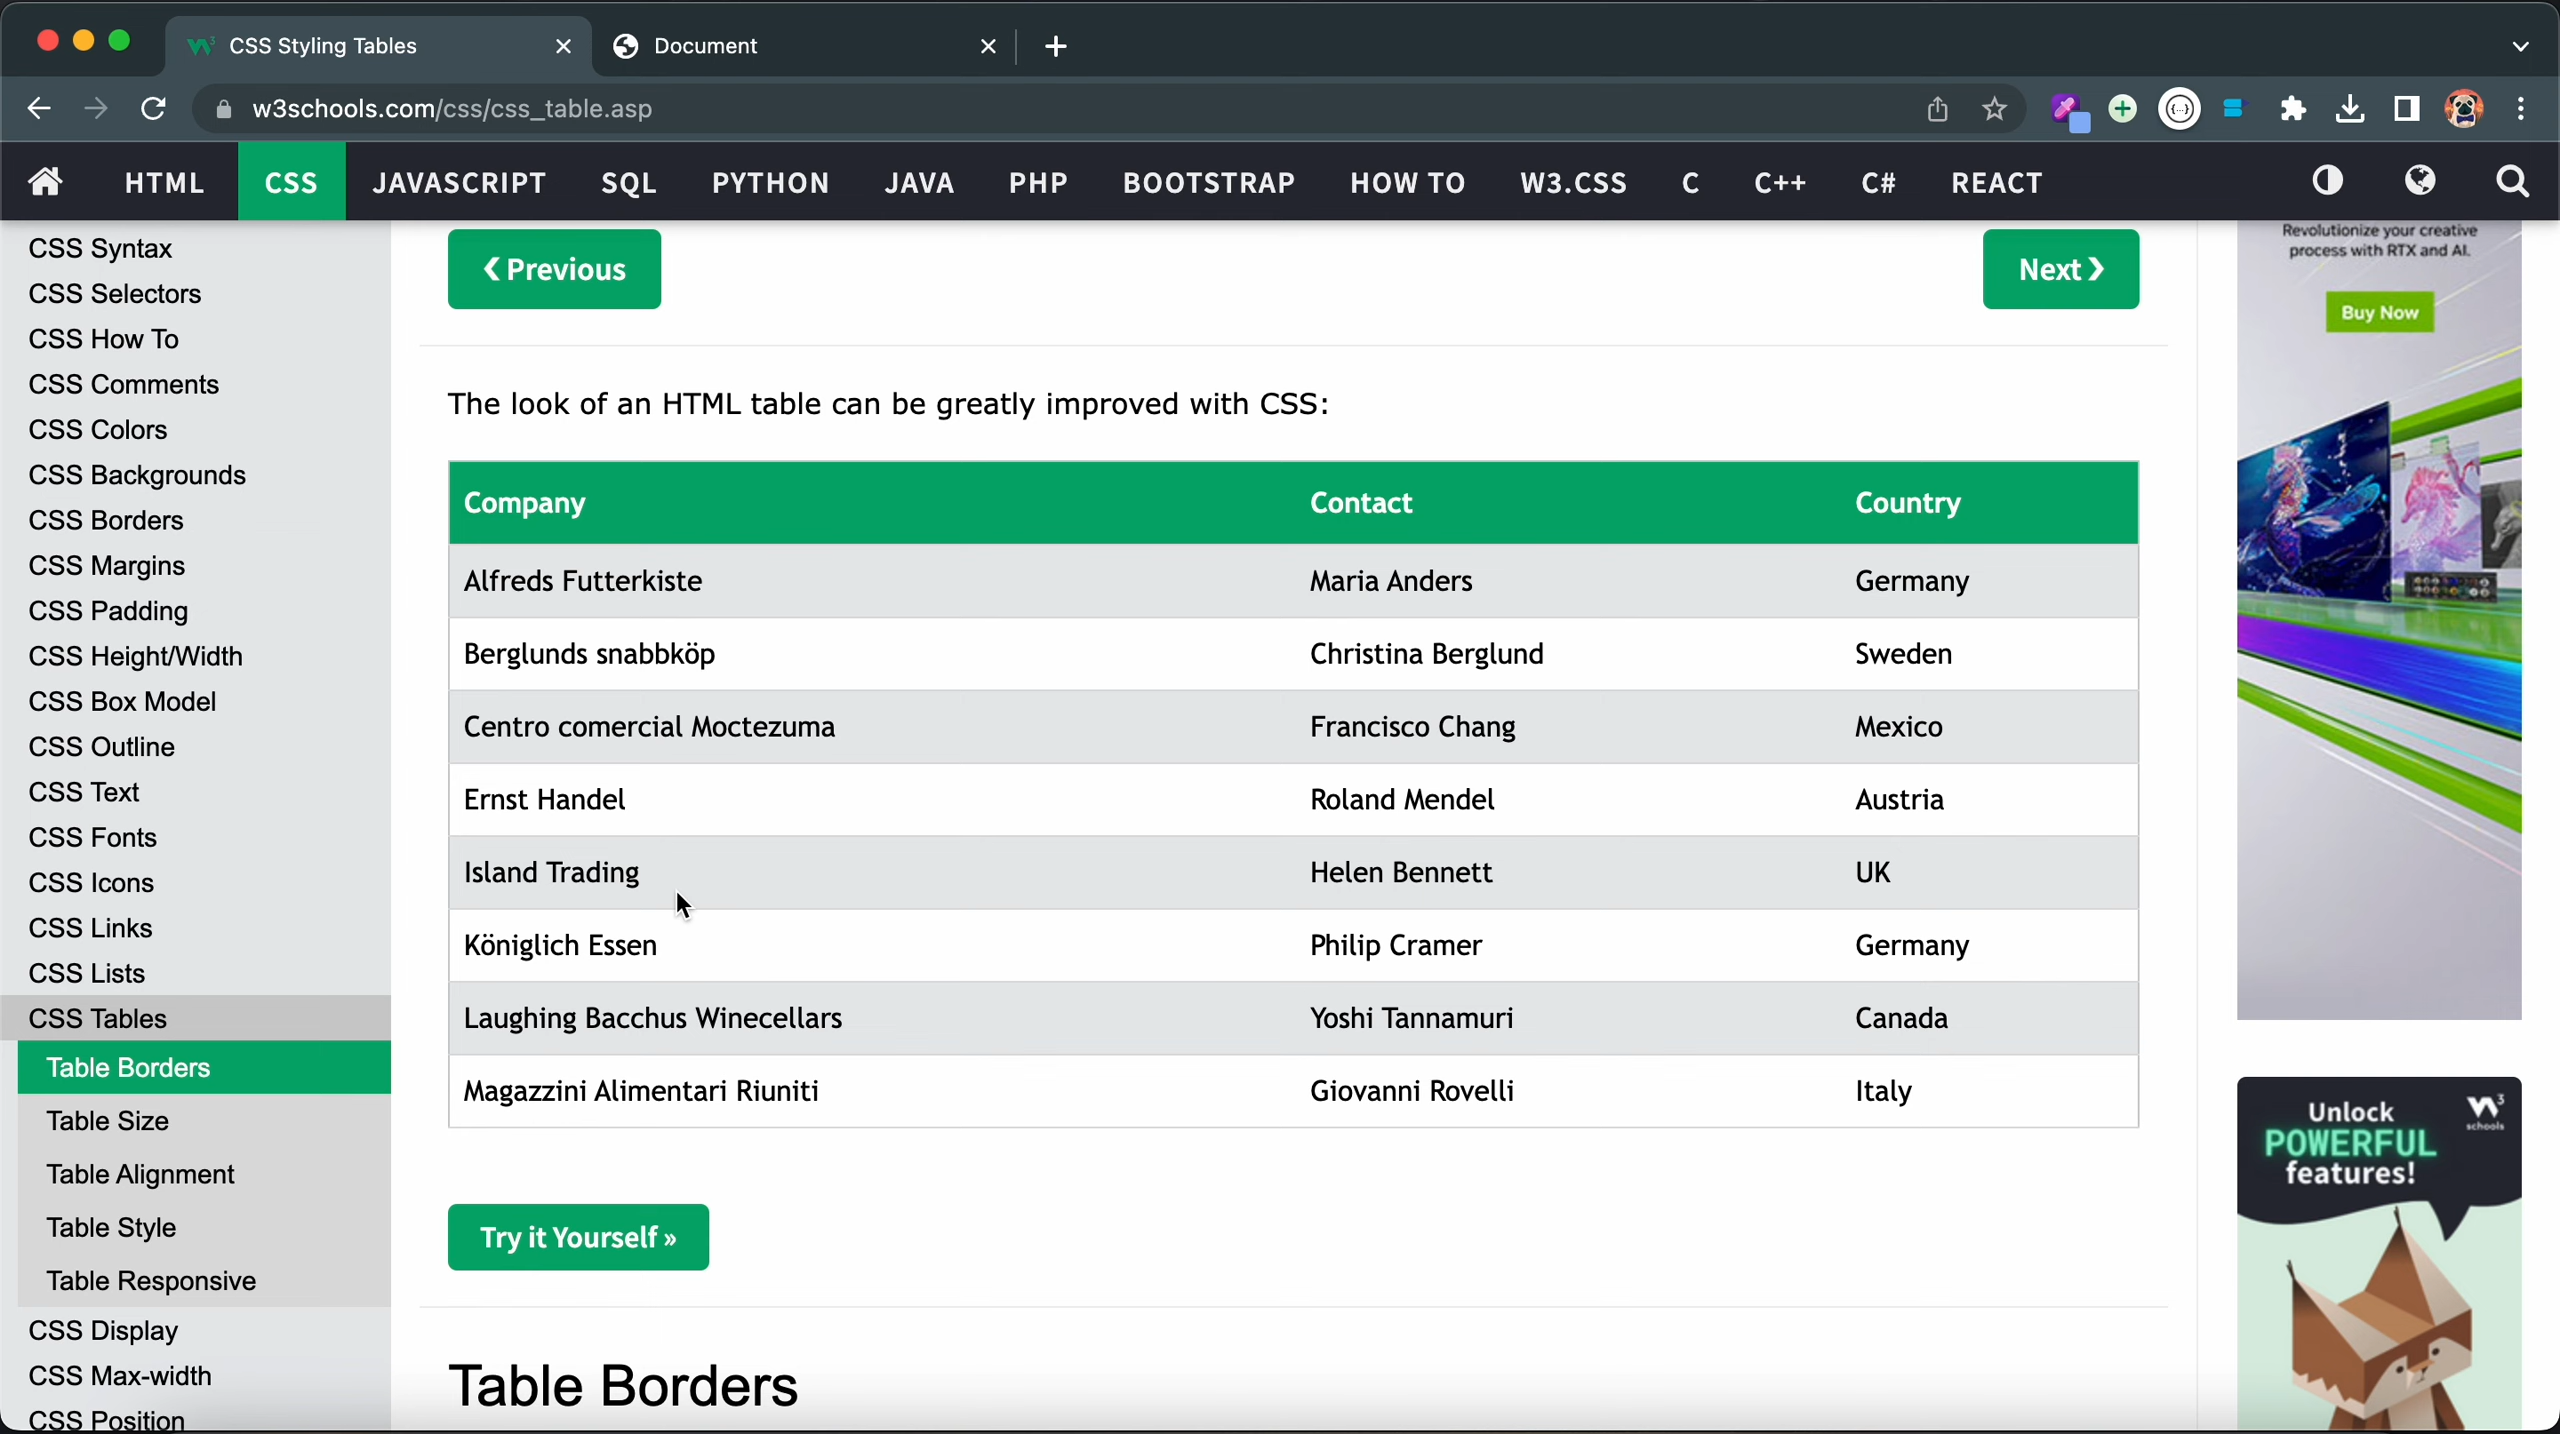 CSS Styling Tables
Document
w3schools.com/css/css_table.asp
HTML CSS JAVASCRIPT SQL PYTHON JAVA PHP BOOTSTRAP HOW TO W3.CSS C C++ C# REACT
CSS Syntax
CSS Selectors
CSS How To
CSS Comments
CSS Colors
CSS Backgrounds
CSS Borders
CSS Margins
CSS Padding
CSS Height/Width
CSS Box Model
CSS Outline
CSS Text
CSS Fonts
CSS Icons
CSS Links
CSS Lists
CSS Tables
Table Borders
Table Size
Table Alignment
Table Style
Table Responsive
CSS Display
CSS Max-width
CSS Position
❮ Previous
Next ❯
The look of an HTML table can be greatly improved with CSS:
Company Contact Country
Alfreds Futterkiste Maria Anders Germany
Berglunds snabbköp Christina Berglund Sweden
Centro comercial Moctezuma Francisco Chang Mexico
Ernst Handel Roland Mendel Austria
Island Trading Helen Bennett UK
Königlich Essen Philip Cramer Germany
Laughing Bacchus Winecellars Yoshi Tannamuri Canada
Magazzini Alimentari Riuniti Giovanni Rovelli Italy
Try it Yourself »
Table Borders
Revolutionize your creative
process with RTX and AI.
Buy Now
Unlock
POWERFUL
features!
W3
schools